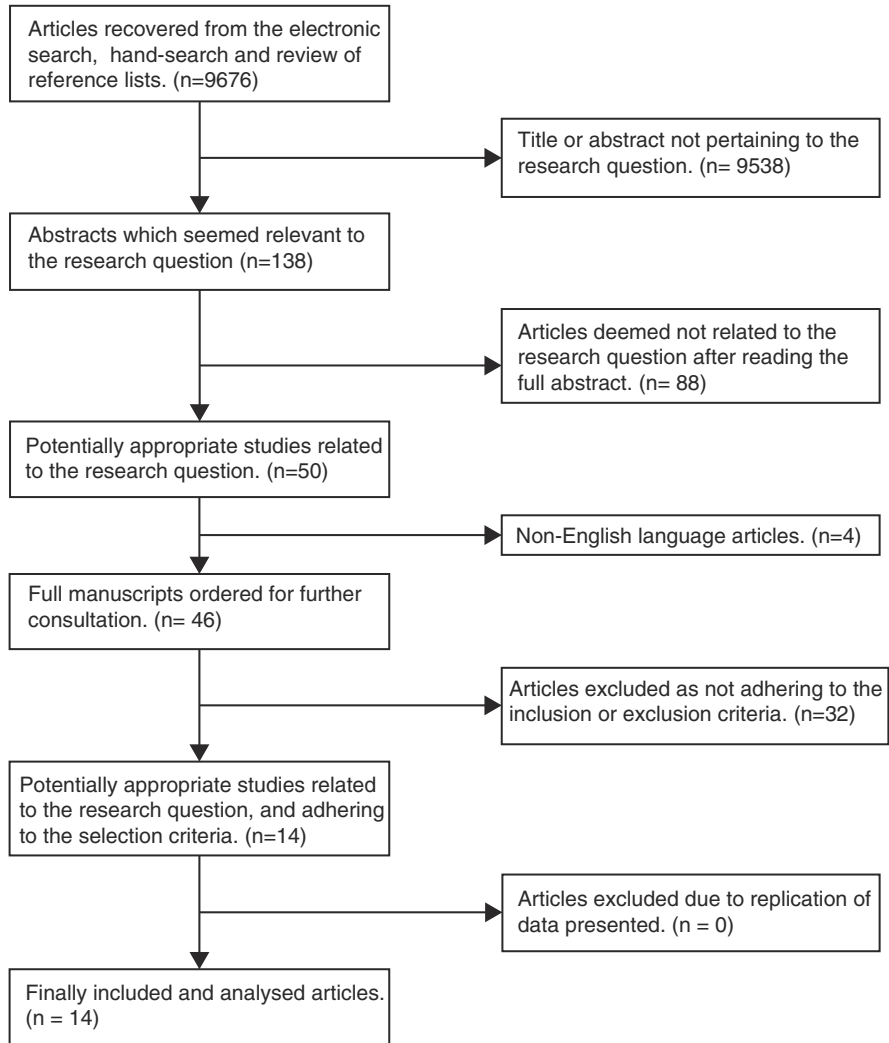 Articles recovered from the electronic
search,  hand-search and review of
reference lists. (n=9676)
Title or abstract not pertaining to the
research question. (n= 9538)
Abstracts which seemed relevant to
the research question (n=138)
Articles deemed not related to the
research question after reading the
full abstract. (n= 88)
Potentially appropriate studies related
to the research question. (n=50)
Non-English language articles. (n=4)
Full manuscripts ordered for further
consultation. (n= 46)
Articles excluded as not adhering to the
inclusion or exclusion criteria. (n=32)
Potentially appropriate studies related
to the research question, and adhering
to the selection criteria. (n=14)
Articles excluded due to replication of
data presented. (n = 0)
Finally included and analysed articles.
(n = 14)